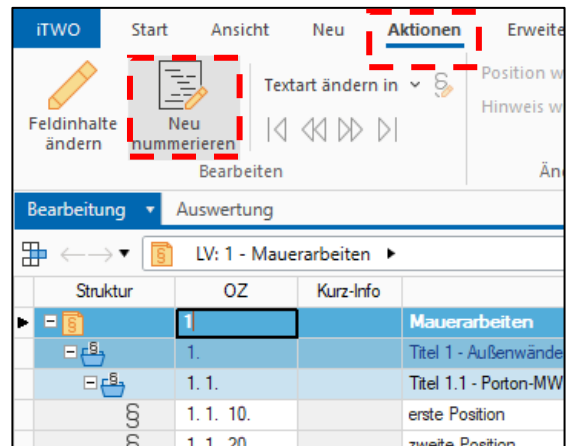 iTWO Start Ansicht Neu Aktionen Erweite
Feldinhalte ändern
Neu nummerieren
Textart ändern in
Position w
Hinweis w
Bearbeiten
Än
Bearbeitung Auswertung
LV: 1 - Mauerarbeiten
Struktur OZ Kurz-Info
1 Mauerarbeiten
1. Titel 1 - Außenwände
1. 1. Titel 1.1 - Porton-MW
§ 1. 1. 10. erste Position
§ 1. 1. 20. zweite Position